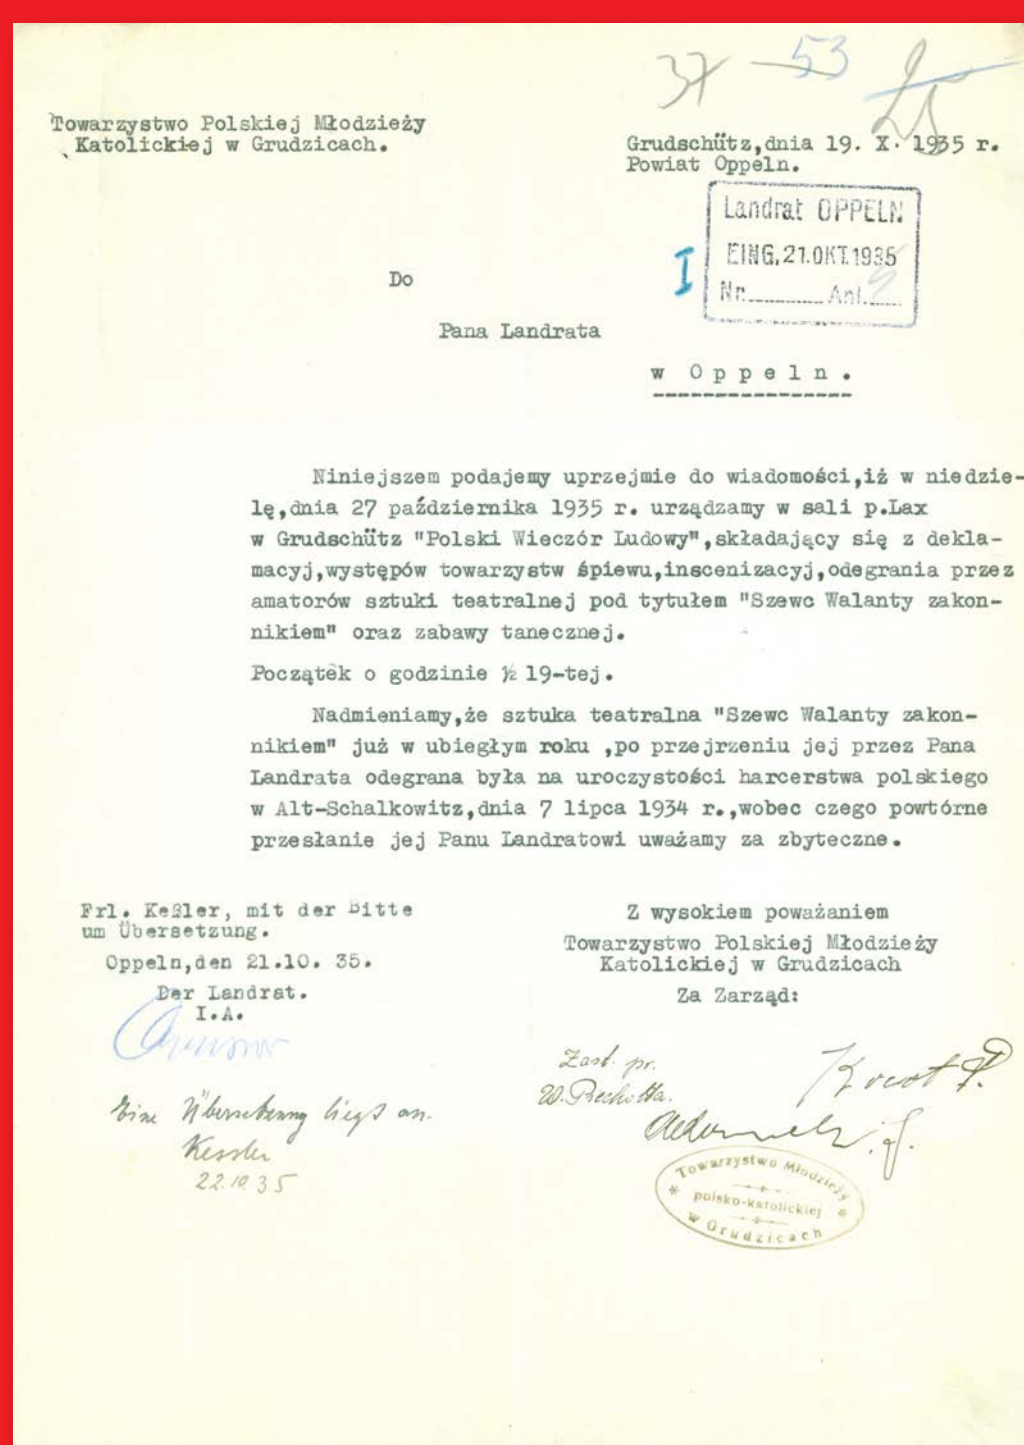 37 53
Towarzystwo Polskiej Młodzieży
Katolickiej w Grudzicach.
Grudschütz,dnia 19. X. 1935 r.
Powiat Oppeln.
Landrat OPPELN
EING.21.OKT.1935
Nr. Anl.
I
Do
Pana Landrata
w Oppeln.
Niniejszem podajemy uprzejmie do wiadomości,iż w niedzie-
lę,dnia 27 października 1935 r. urządzamy w sali p.Lax
w Grudschütz "Polski Wieczór Ludowy",składający się z dekla-
macyj,występów towarzystw śpiewu,inscenizacyj,odegrania przez
amatorów sztuki teatralnej pod tytułem "Szewc Walanty zakon-
nikiem" oraz zabawy tanecznej.
Początek o godzinie ½ 19-tej.
Nadmieniamy,że sztuka teatralna "Szewc Walanty zakon-
nikiem" już w ubiegłym roku ,po przejrzeniu jej przez Pana
Landrata odegrana była na uroczystości harcerstwa polskiego
w Alt-Schalkowitz,dnia 7 lipca 1934 r.,wobec czego powtórne
przesłanie jej Panu Landratowi uważamy za zbyteczne.
Frl. Keßler, mit der Bitte
um Übersetzung.
Oppeln,den 21.10. 35.
Der Landrat.
I.A.
Eine Übersetzung liegt an.
Kessler
22.10.35
Z wysokiem poważaniem
Towarzystwo Polskiej Młodzieży
Katolickiej w Grudzicach
Za Zarząd:
Zast. pr.
W. Piechotta.
Towarzystwo Młodzieży
polsko-katolickiej
w Grudzicach